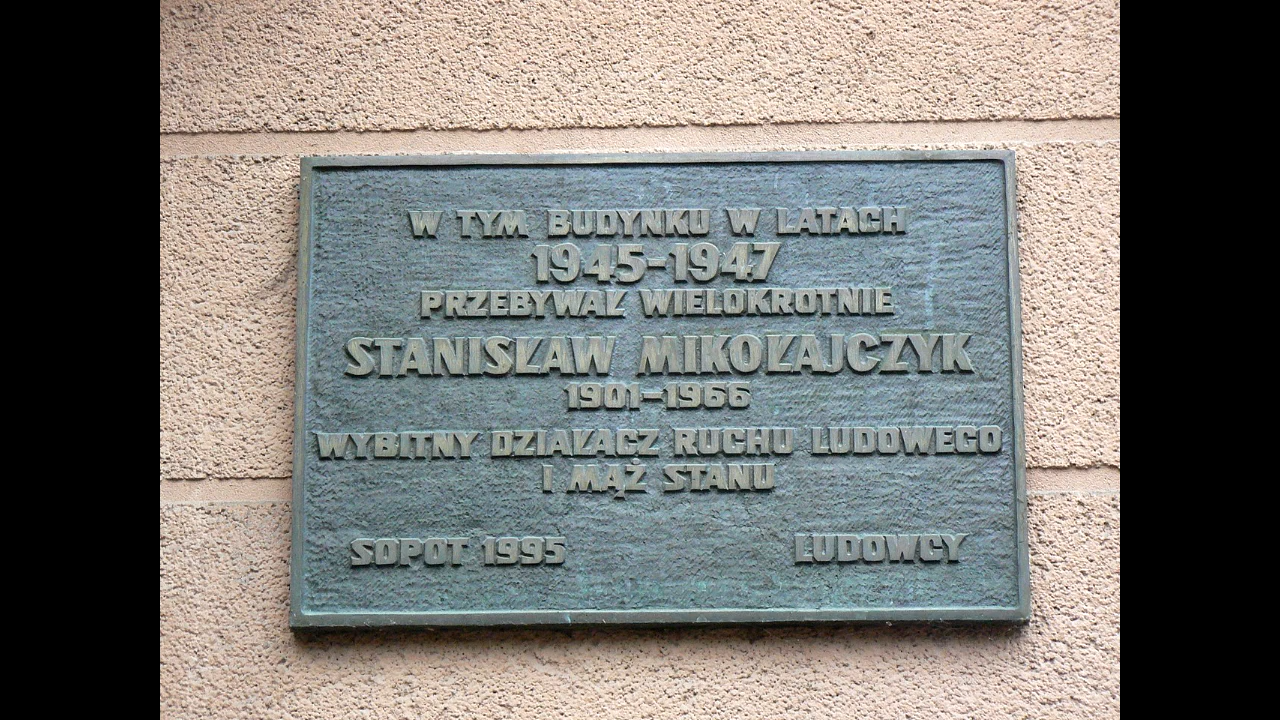 W TYM BUDYNKU W LATACH
1945-1947
PRZEBYWAŁ WIELOKROTNIE
STANISŁAW MIKOŁAJCZYK
1901-1966
WYBITNY DZIAŁACZ RUCHU LUDOWEGO
I MĄŻ STANU
SOPOT 1995 LUDOWCY